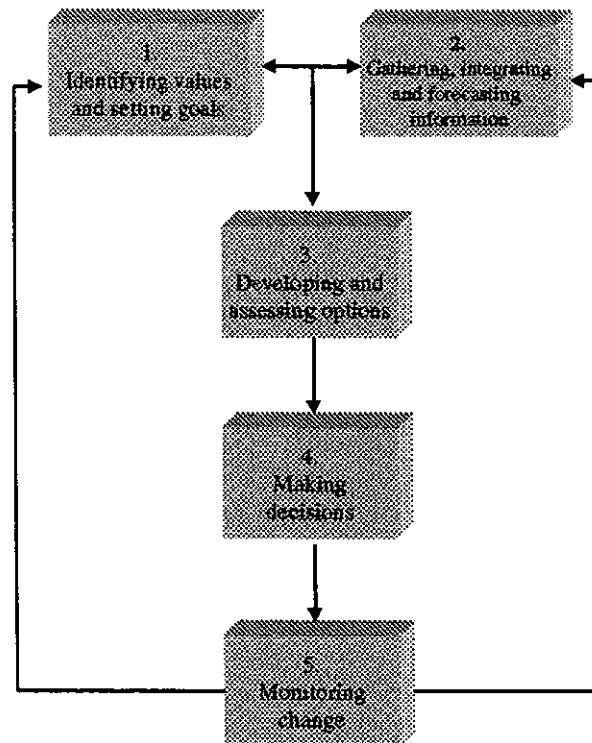 1.
Identifying values
and setting goals
2.
Gathering, integrating
and forecasting
information
3.
Developing and
assessing options
4.
Making
decisions
5.
Monitoring
change